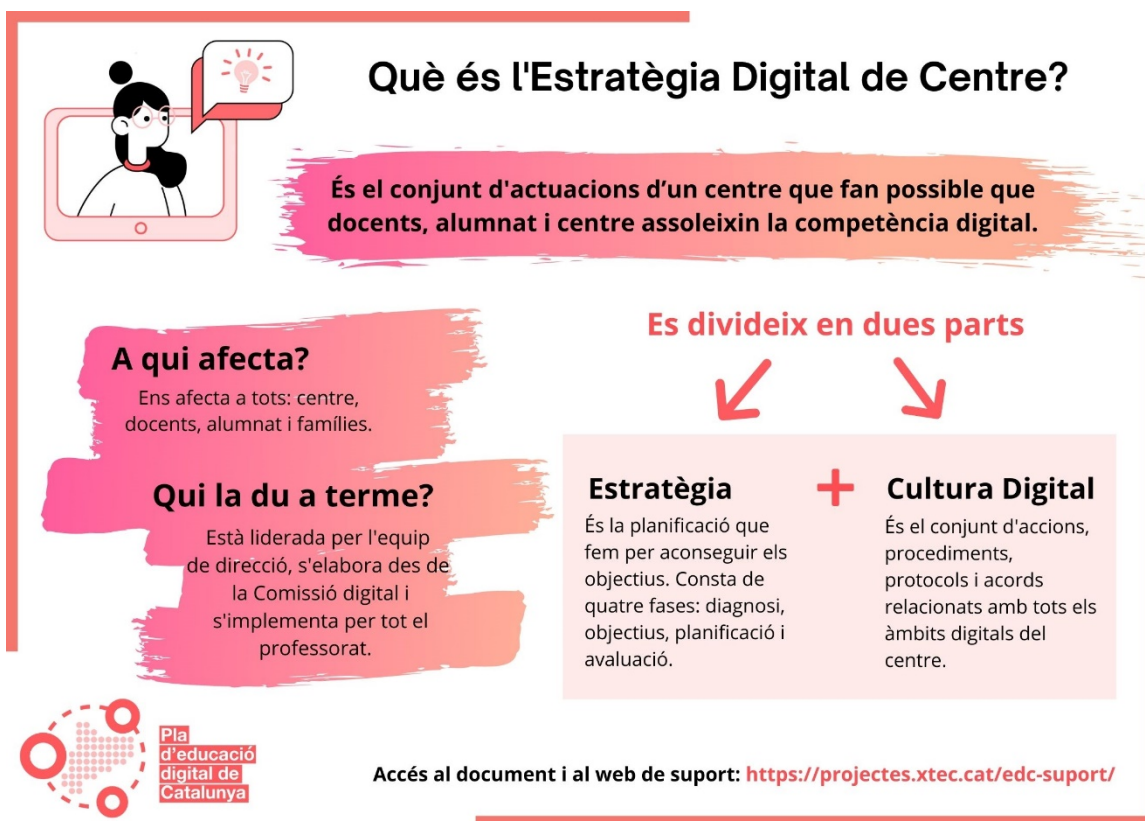 Què és l'Estratègia Digital de Centre?
És el conjunt d'actuacions d’un centre que fan possible que
docents, alumnat i centre assoleixin la competència digital.
A qui afecta?
Ens afecta a tots: centre,
docents, alumnat i famílies.
Qui la du a terme?
Està liderada per l'equip
de direcció, s'elabora des de
la Comissió digital i
s'implementa per tot el
professorat.
Es divideix en dues parts
Estratègia
És la planificació que
fem per aconseguir els
objectius. Consta de
quatre fases: diagnosi,
objectius, planificació i
avaluació.
+
Cultura Digital
És el conjunt d'accions,
procediments,
protocols i acords
relacionats amb tots els
àmbits digitals del
centre.
Pla
d’educació
digital de
Catalunya
Accés al document i al web de suport: https://projectes.xtec.cat/edc-suport/